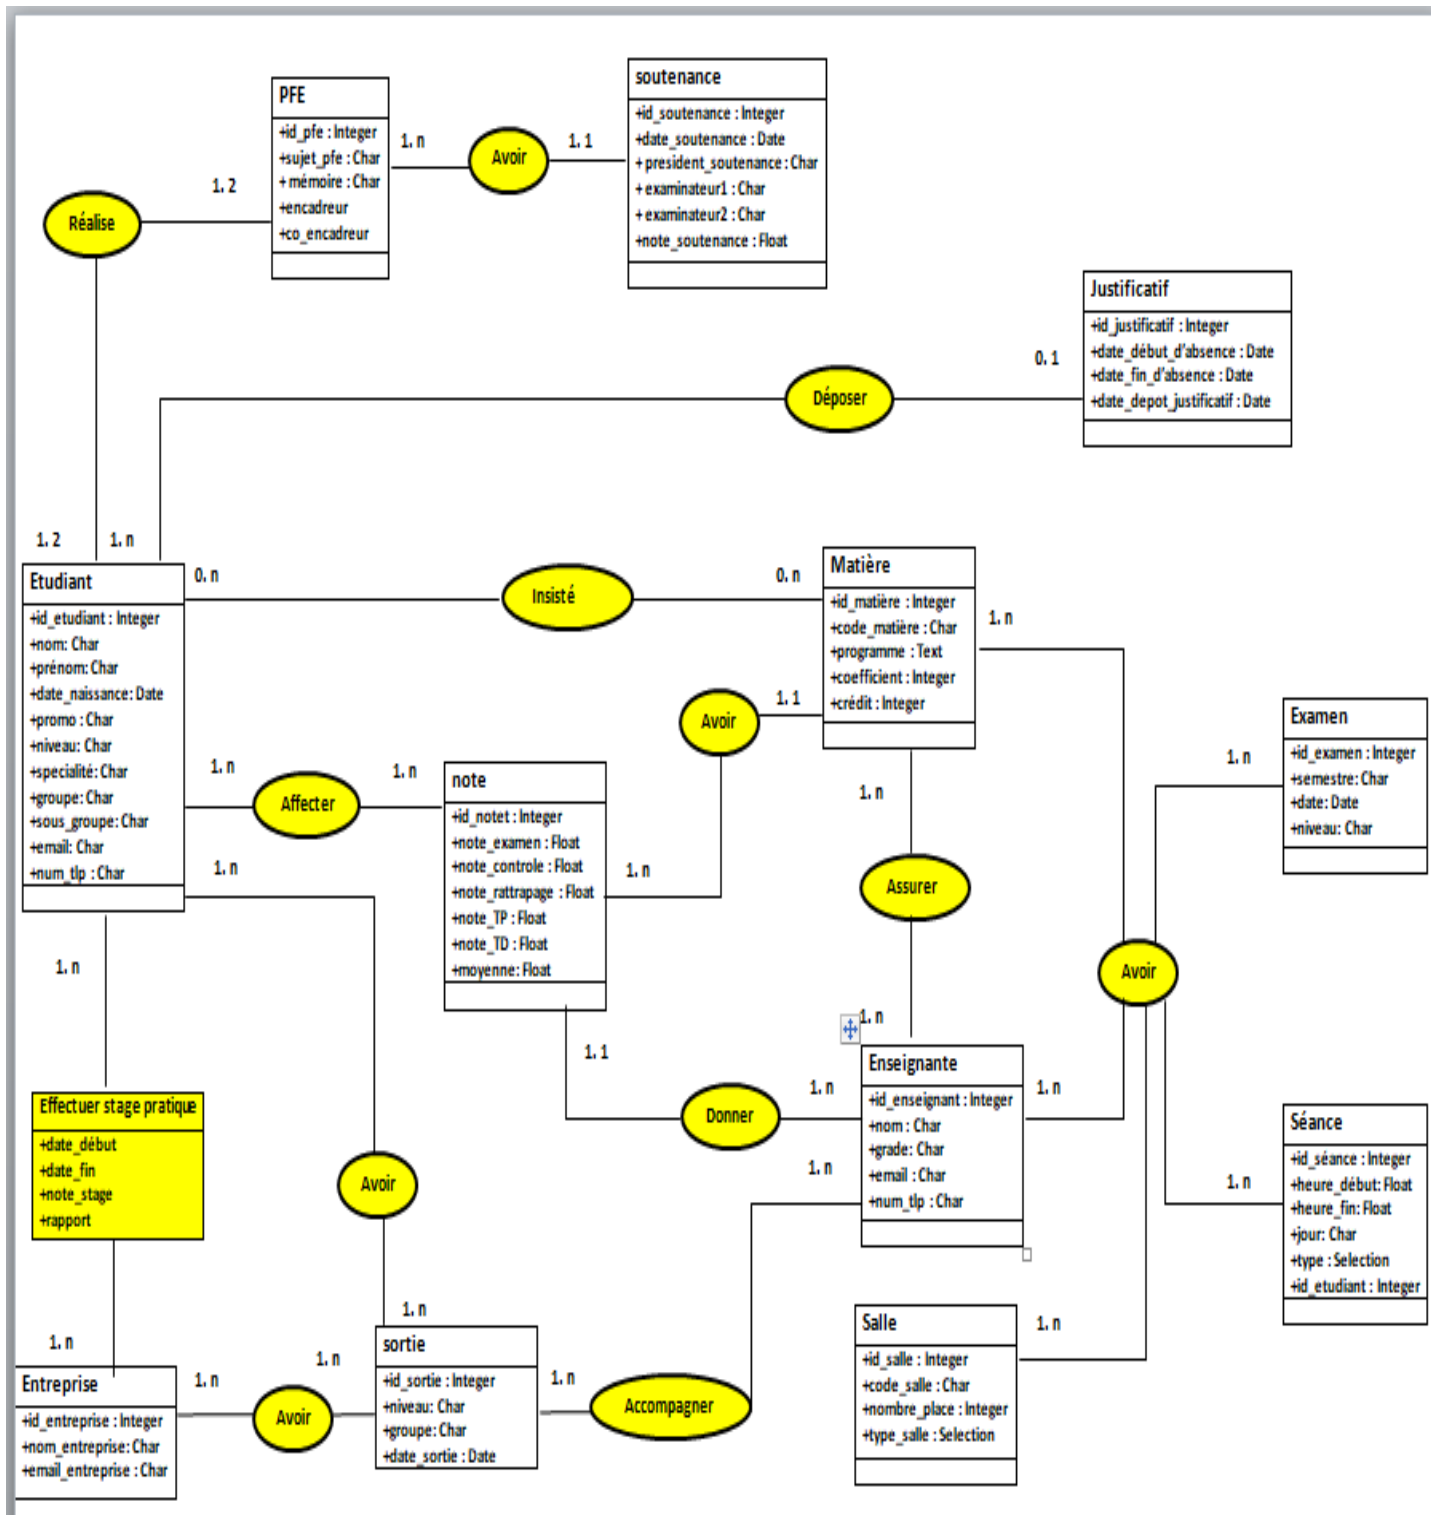 PFE
+id_pfe : Integer
+sujet_pfe : Char
+ mémoire : Char
+encadreur
+co_encadreur
1. n
Avoir
1. 1
soutenance
+id_soutenance : Integer
+date_soutenance : Date
+ president_soutenance: Char
+ examinateur1 : Char
+ examinateur2 : Char
+note_soutenance : Float
1. 2
Réalise
Justificatif
+id_justificatif : Integer
+date_début_d'absence : Date
+date_fin_d'absence : Date
+date_depot_justificatif : Date
0. 1
Déposer
1. 2
1. n
Etudiant
+id_etudiant : Integer
+nom: Char
+prénom: Char
+date_naissance: Date
+promo : Char
+niveau: Char
+specialité: Char
+groupe: Char
+sous_groupe: Char
+email: Char
+num_tlp : Char
0. n
Insisté
0. n
Matière
+id_matière : Integer
+code_matière : Char
+programme : Text
+coefficient : Integer
+crédit : Integer
1. n
Avoir
1. 1
1. n
Affecter
1. n
note
+id_notet : Integer
+note_examen : Float
+note_controle : Float
+note_rattrapage : Float
+note_TP : Float
+note_TD : Float
+moyenne: Float
1. n
1. n
1. n
Assurer
1. n
Examen
+id_examen : Integer
+semestre: Char
+date: Date
+niveau: Char
1. n
Avoir
1. n
1. 1
Donner
1. n
Enseignante
+id_enseignant : Integer
+nom : Char
+grade: Char
+email : Char
+num_tlp : Char
1. n
1. n
Effectuer stage pratique
+date_début
+date_fin
+note_stage
+rapport
Avoir
1. n
Séance
+id_séance : Integer
+heure_début: Float
+heure_fin: Float
+jour: Char
+type : Selection
+id_etudiant : Integer
Salle
+id_salle : Integer
+code_salle : Char
+nombre_place : Integer
+type_salle : Selection
1. n
1. n
Entreprise
+id_entreprise : Integer
+nom_entreprise: Char
+email_entreprise : Char
1. n
Avoir
1. n
1. n
sortie
+id_sortie : Integer
+niveau: Char
+groupe: Char
+date_sortie : Date
1. n
Accompagner